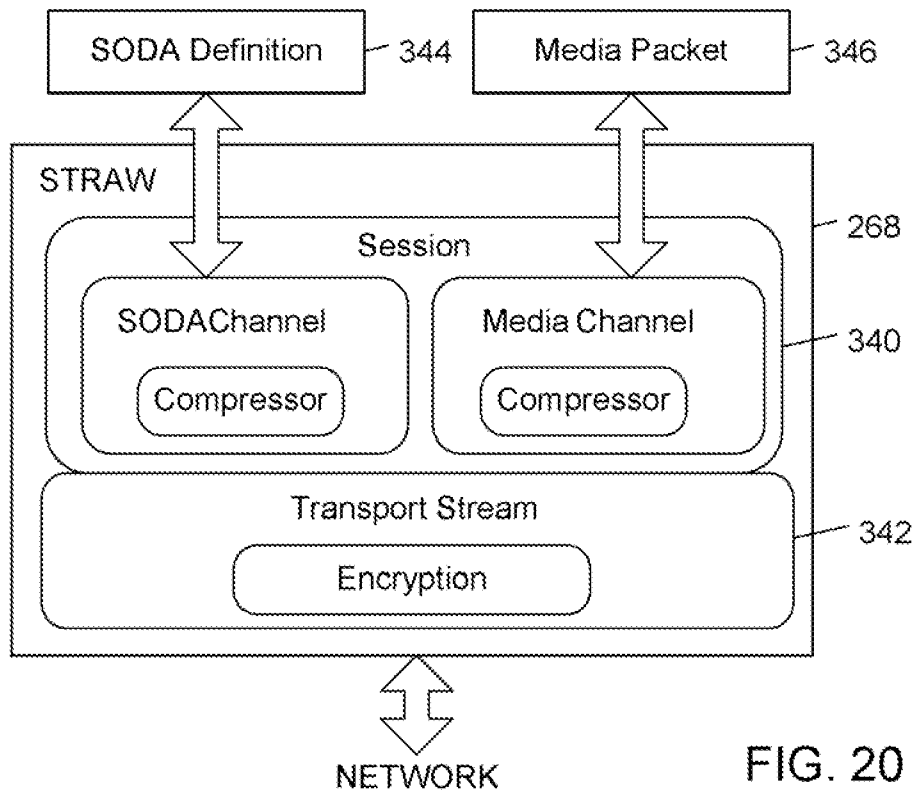 SODA Definition 344 Media Packet 346
STRAW
268
Session
SODAChannel Media Channel
340
Compressor Compressor
Transport Stream
342
Encryption
NETWORK
FIG. 20